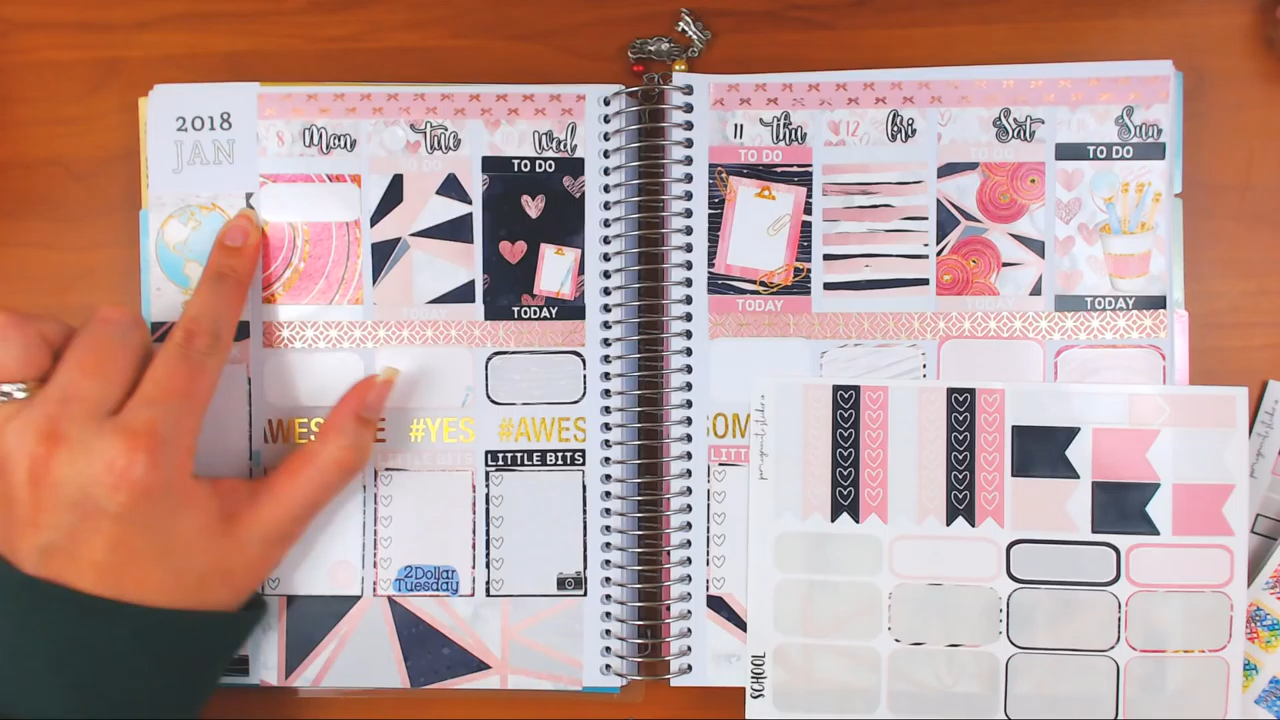 2018
JAN
8 Mon
Tue
Wed
11 thu
12 Fri
Sat
Sun
TO DO
TO DO
TO DO
TO DO
TODAY
TODAY
TODAY
TODAY
#YES #AWES
LITTLE BITS
LITTLE BITS
2Dollar
Tuesday
SCHOOL